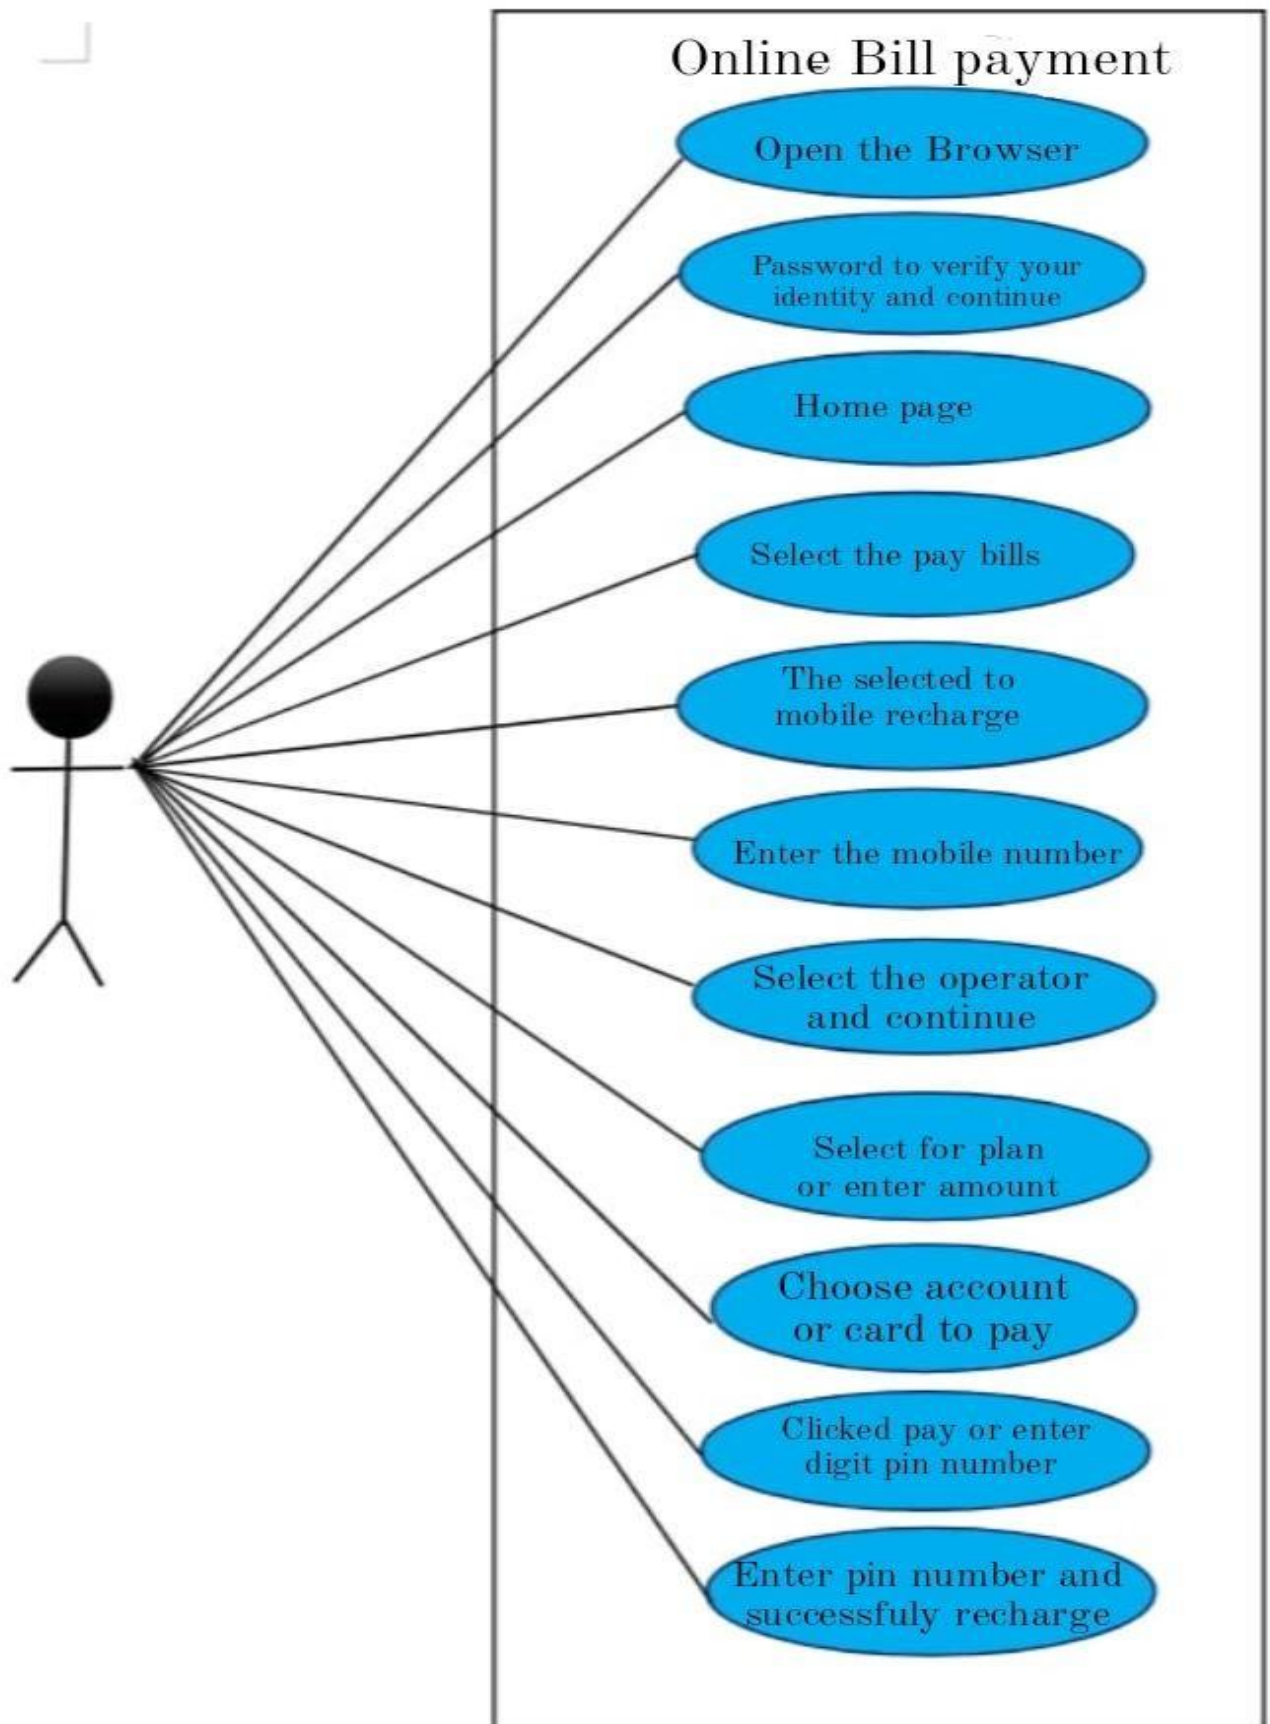 Online Bill payment
Open the Browser
Password to verify your
identity and continue
Home page
Select the pay bills
The selected to
mobile recharge
Enter the mobile number
Select the operator
and continue
Select for plan
or enter amount
Choose account
or card to pay
Clicked pay or enter
digit pin number
Enter pin number and
successfuly recharge